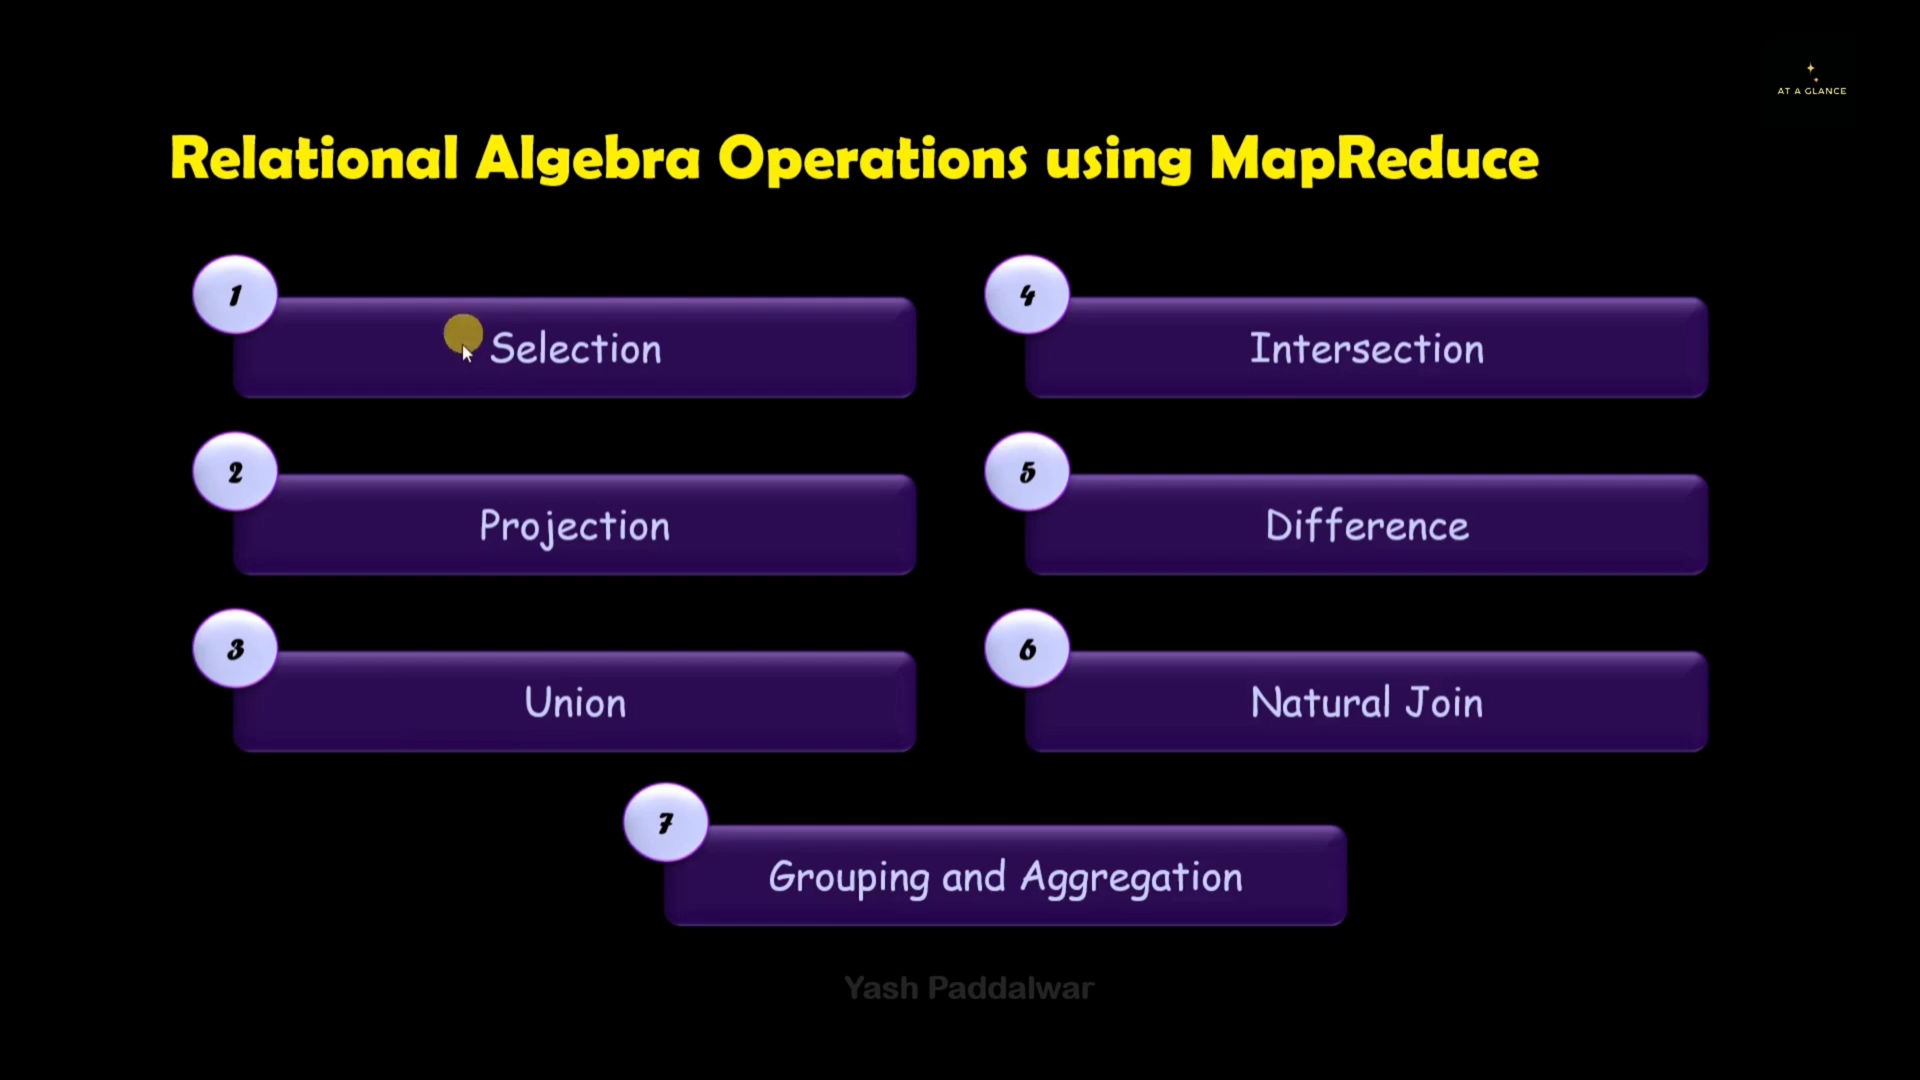 AT A GLANCE
Relational Algebra Operations using MapReduce
1
Selection
2
Projection
3
Union
4
Intersection
5
Difference
6
Natural Join
7
Grouping and Aggregation
Yash Paddalwar